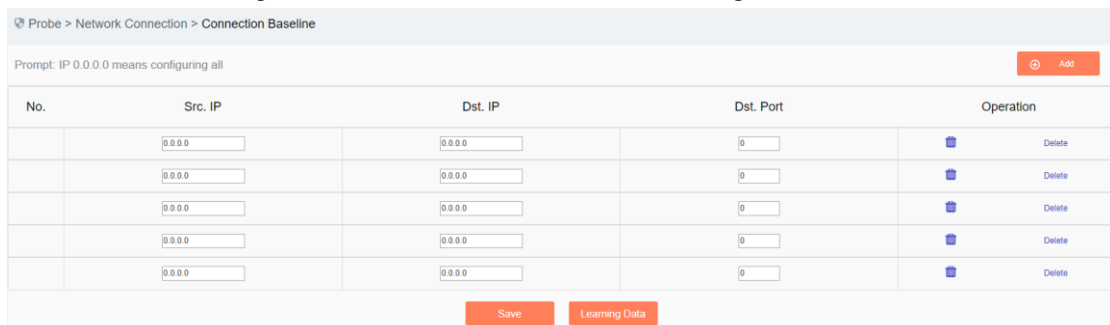 Probe > Network Connection > Connection Baseline
Prompt: IP 0.0.0.0 means configuring all
Add
No. Src. IP Dst. IP Dst. Port Operation
0.0.0.0 0.0.0.0 0 Delete
0.0.0.0 0.0.0.0 0 Delete
0.0.0.0 0.0.0.0 0 Delete
0.0.0.0 0.0.0.0 0 Delete
0.0.0.0 0.0.0.0 0 Delete
Save Learning Data